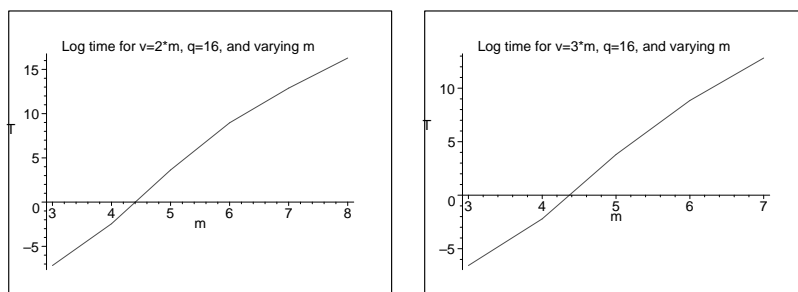 Log time for v=2*m, q=16, and varying m
15
10
T
5
0
3 4 5 6 7 8
m
–5
Log time for v=3*m, q=16, and varying m
10
T
5
0
3 4 5 6 7
m
–5